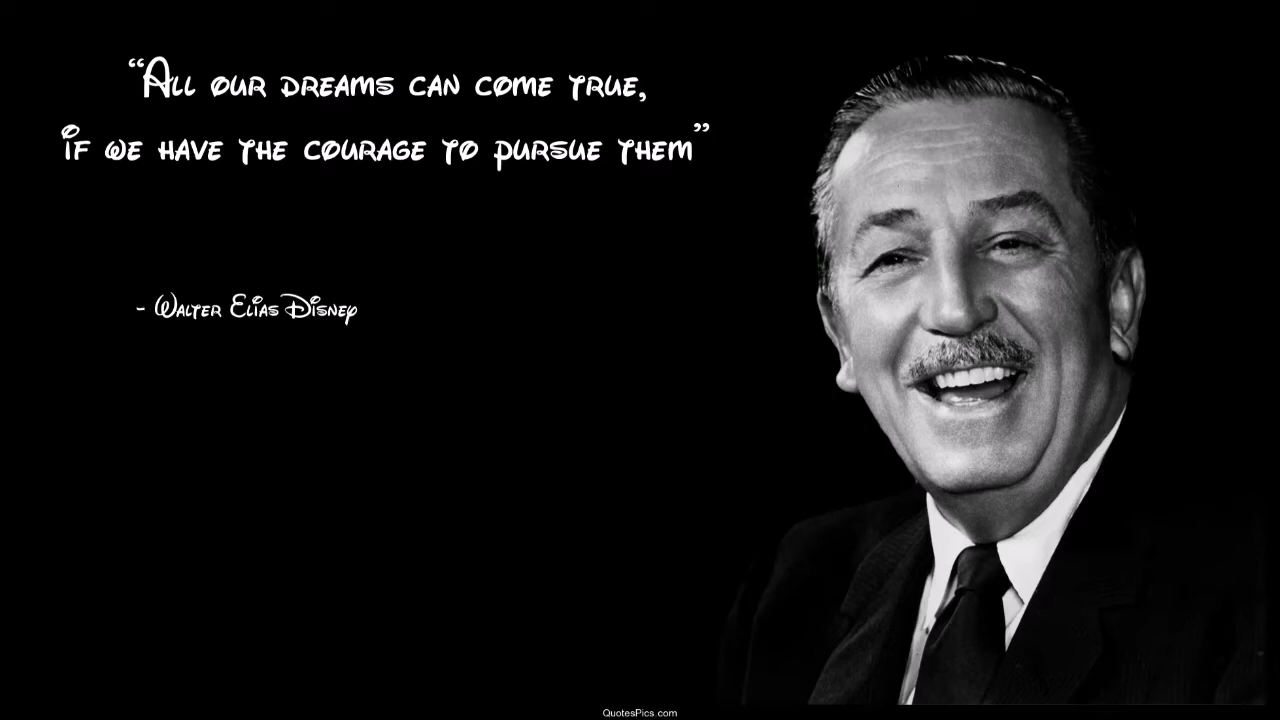 “All our dreams can come true,
if we have the courage to pursue them”
- Walter Elias Disney
QuotesPics.com